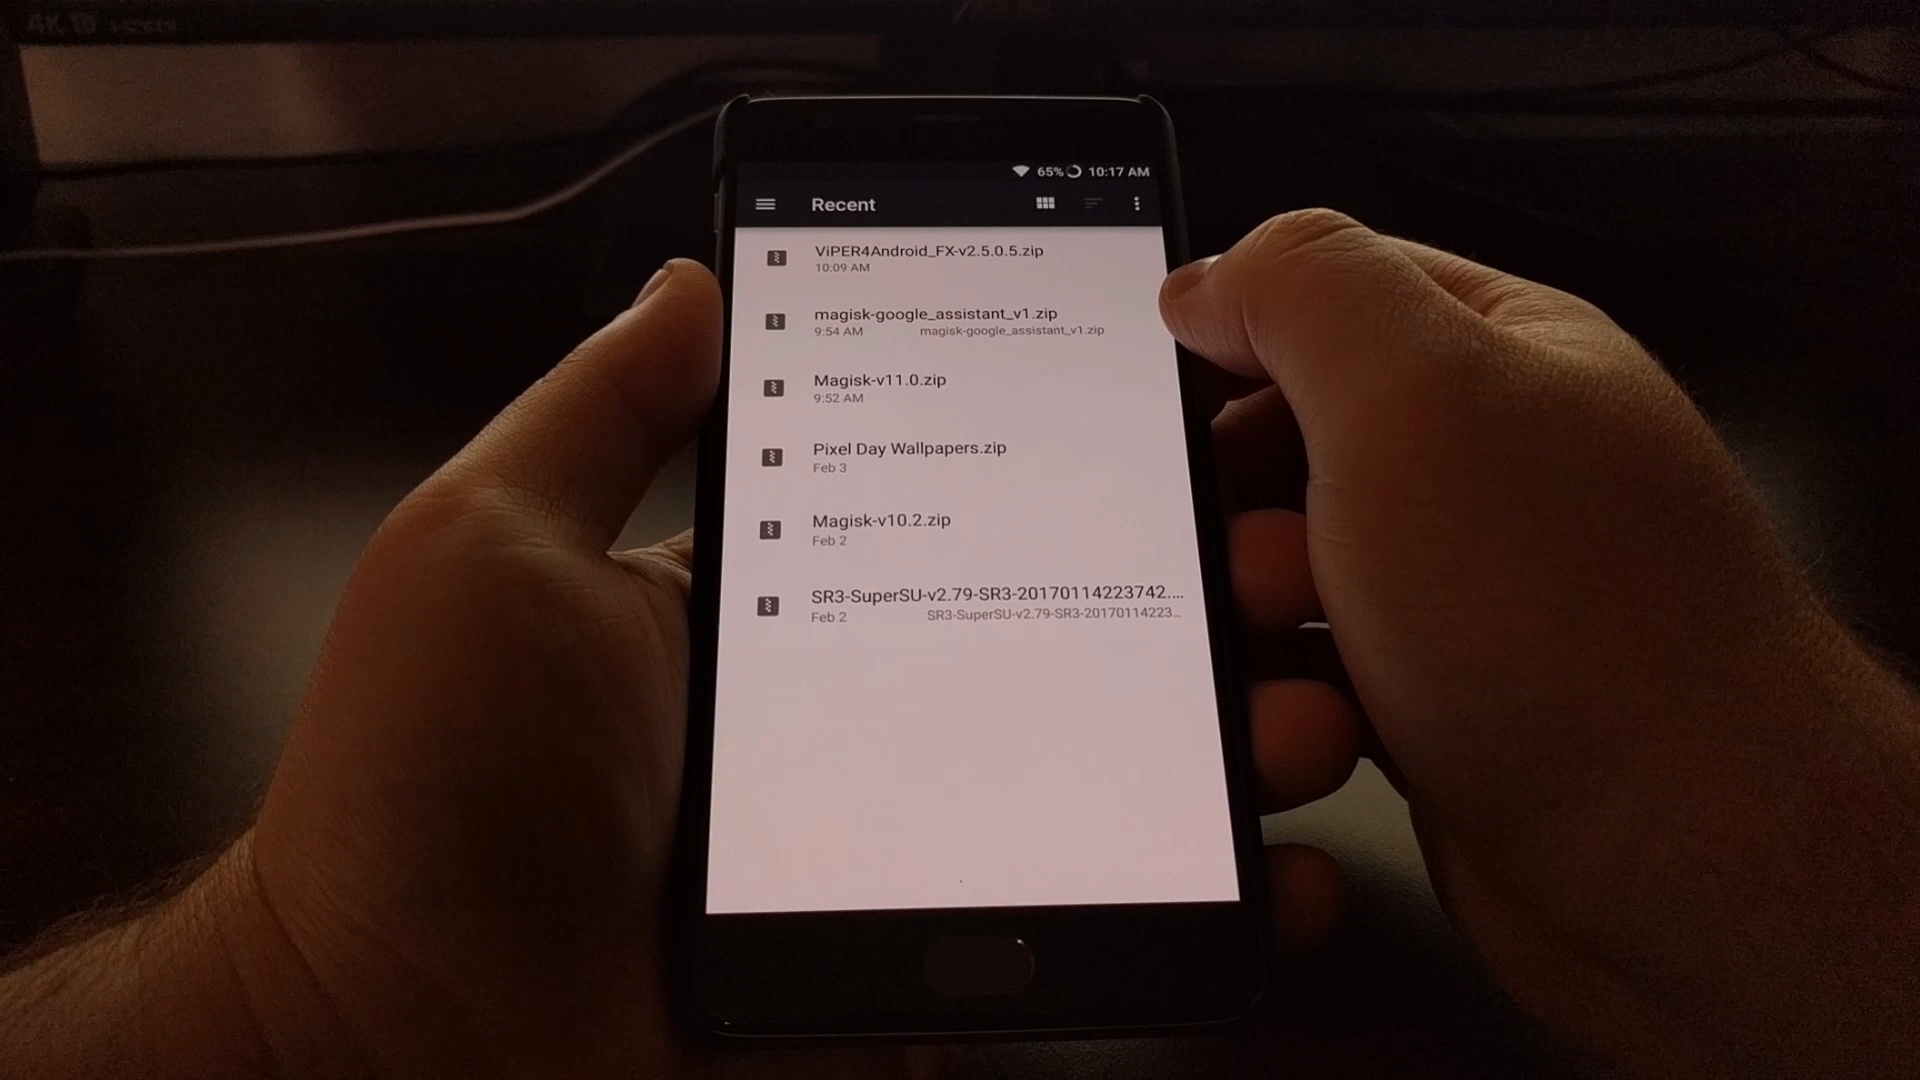 65% 10:17 AM
Recent
ViPER4Android_FX-v2.5.0.5.zip
10:09 AM
magisk-google_assistant_v1.zip
9:54 AM magisk-google_assistant_v1.zip
Magisk-v11.0.zip
9:52 AM
Pixel Day Wallpapers.zip
Feb 3
Magisk-v10.2.zip
Feb 2
SR3-SuperSU-v2.79-SR3-20170114223742....
Feb 2 SR3-SuperSU-v2.79-SR3-20170114223...